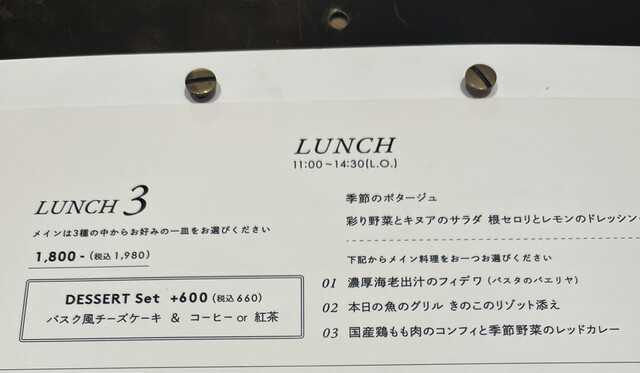 LUNCH
11:00~14:30(L.O.)
LUNCH 3
メインは3種の中からお好みの一皿をお選びください
1,800-(税込1,980)
DESSERT Set +600(税込660)
バスク風チーズケーキ & コーヒー or 紅茶
季節のポタージュ
彩り野菜とキヌアのサラダ 根セロリとレモンのドレッシン
下記からメイン料理をお一つお選びください
01 濃厚海老出汁のフィデワ(パスタのパエリヤ)
02 本日の魚のグリル きのこのリゾット添え
03 国産鶏もも肉のコンフィと季節野菜のレッドカレー